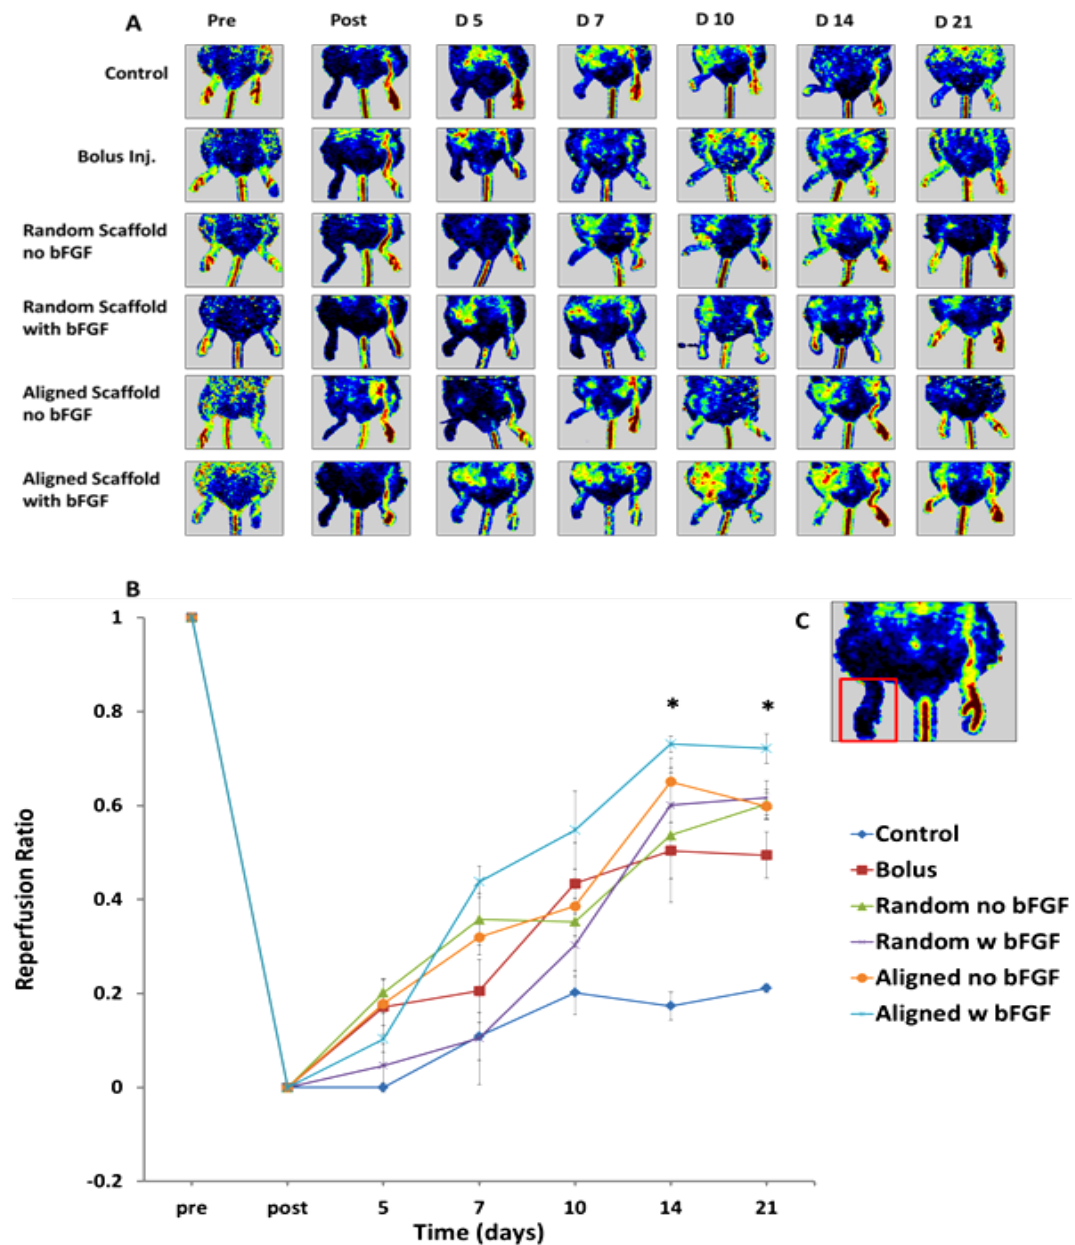 A Pre Post D 5 D 7 D 10 D 14 D 21
Control
Bolus Inj.
Random Scaffold
no bFGF
Random Scaffold
with bFGF
Aligned Scaffold
no bFGF
Aligned Scaffold
with bFGF
B
1
0.8
0.6
0.4
0.2
0
-0.2
Reperfusion Ratio
* *
pre post 5 7 10 14 21
Time (days)
C
Control
Bolus
Random no bFGF
Random w bFGF
Aligned no bFGF
Aligned w bFGF